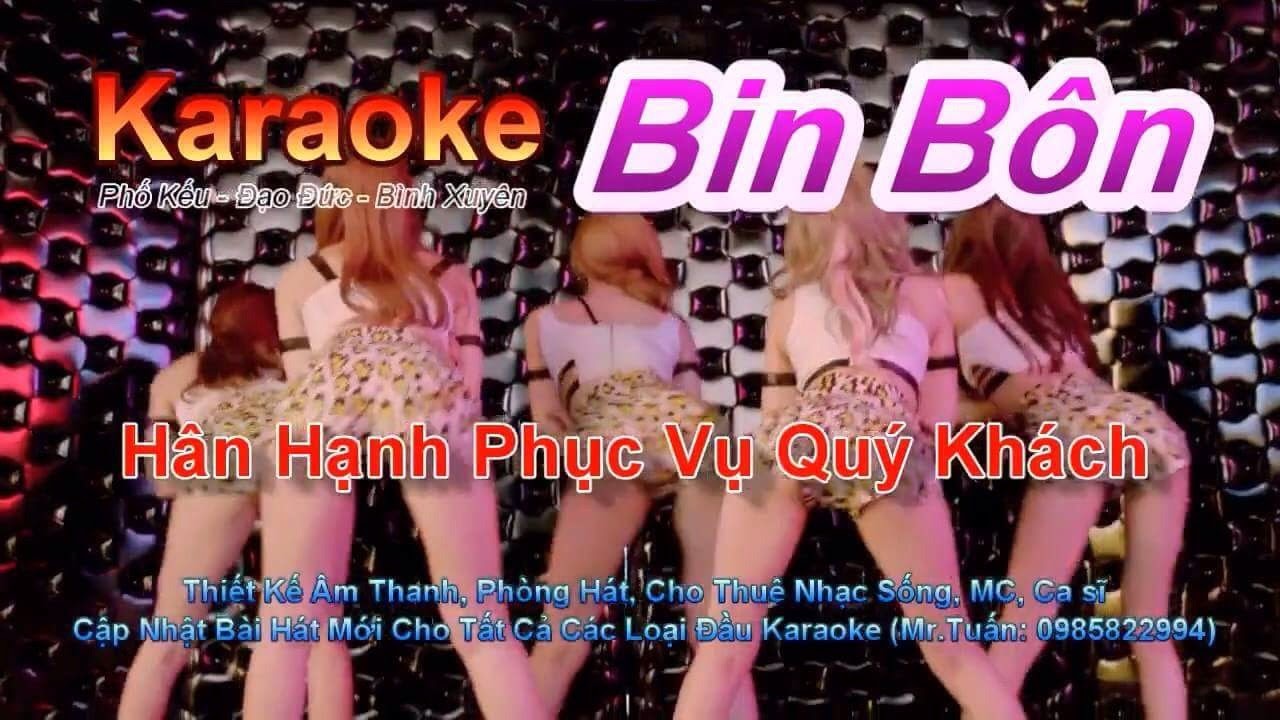 Karaoke Bin Bôn
Phố Kếu - Đạo Đức - Bình Xuyên
Hân Hạnh Phục Vụ Quý Khách
Thiết Kế Âm Thanh, Phòng Hát, Cho Thuê Nhạc Sống, MC, Ca sĩ
Cập Nhật Bài Hát Mới Cho Tất Cả Các Loại Đầu Karaoke (Mr.Tuấn: 0985822994)